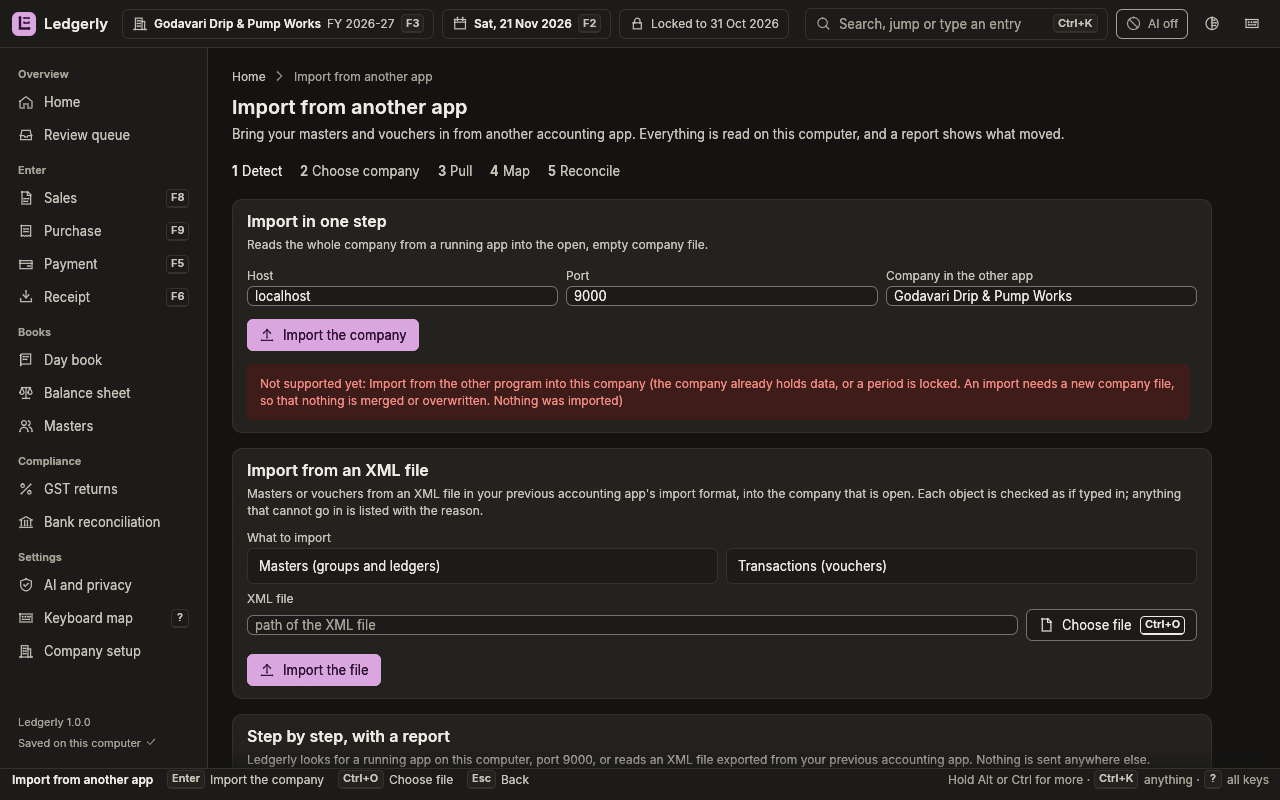 Ledgerly
Godavari Drip & Pump Works FY 2026-27 F3
Sat, 21 Nov 2026 F2
Locked to 31 Oct 2026
Search, jump or type an entry Ctrl+K
AI off
Overview
Home
Review queue
Enter
Sales F8
Purchase F9
Payment F5
Receipt F6
Books
Day book
Balance sheet
Masters
Compliance
GST returns
Bank reconciliation
Settings
AI and privacy
Keyboard map ?
Company setup
Ledgerly 1.0.0
Saved on this computer
Home Import from another app
Import from another app
Bring your masters and vouchers in from another accounting app. Everything is read on this computer, and a report shows what moved.
1 Detect 2 Choose company 3 Pull 4 Map 5 Reconcile
Import in one step
Reads the whole company from a running app into the open, empty company file.
Host Port Company in the other app
localhost 9000 Godavari Drip & Pump Works
Import the company
Not supported yet: Import from the other program into this company (the company already holds data, or a period is locked. An import needs a new company file,
so that nothing is merged or overwritten. Nothing was imported)
Import from an XML file
Masters or vouchers from an XML file in your previous accounting app's import format, into the company that is open. Each object is checked as if typed in; anything
that cannot go in is listed with the reason.
What to import
Masters (groups and ledgers) Transactions (vouchers)
XML file
path of the XML file Choose file Ctrl+O
Import the file
Step by step, with a report
Ledgerly looks for a running app on this computer, port 9000, or reads an XML file exported from your previous accounting app. Nothing is sent anywhere else.
Import from another app Enter Import the company Ctrl+O Choose file Esc Back
Hold Alt or Ctrl for more · Ctrl+K anything · ? all keys